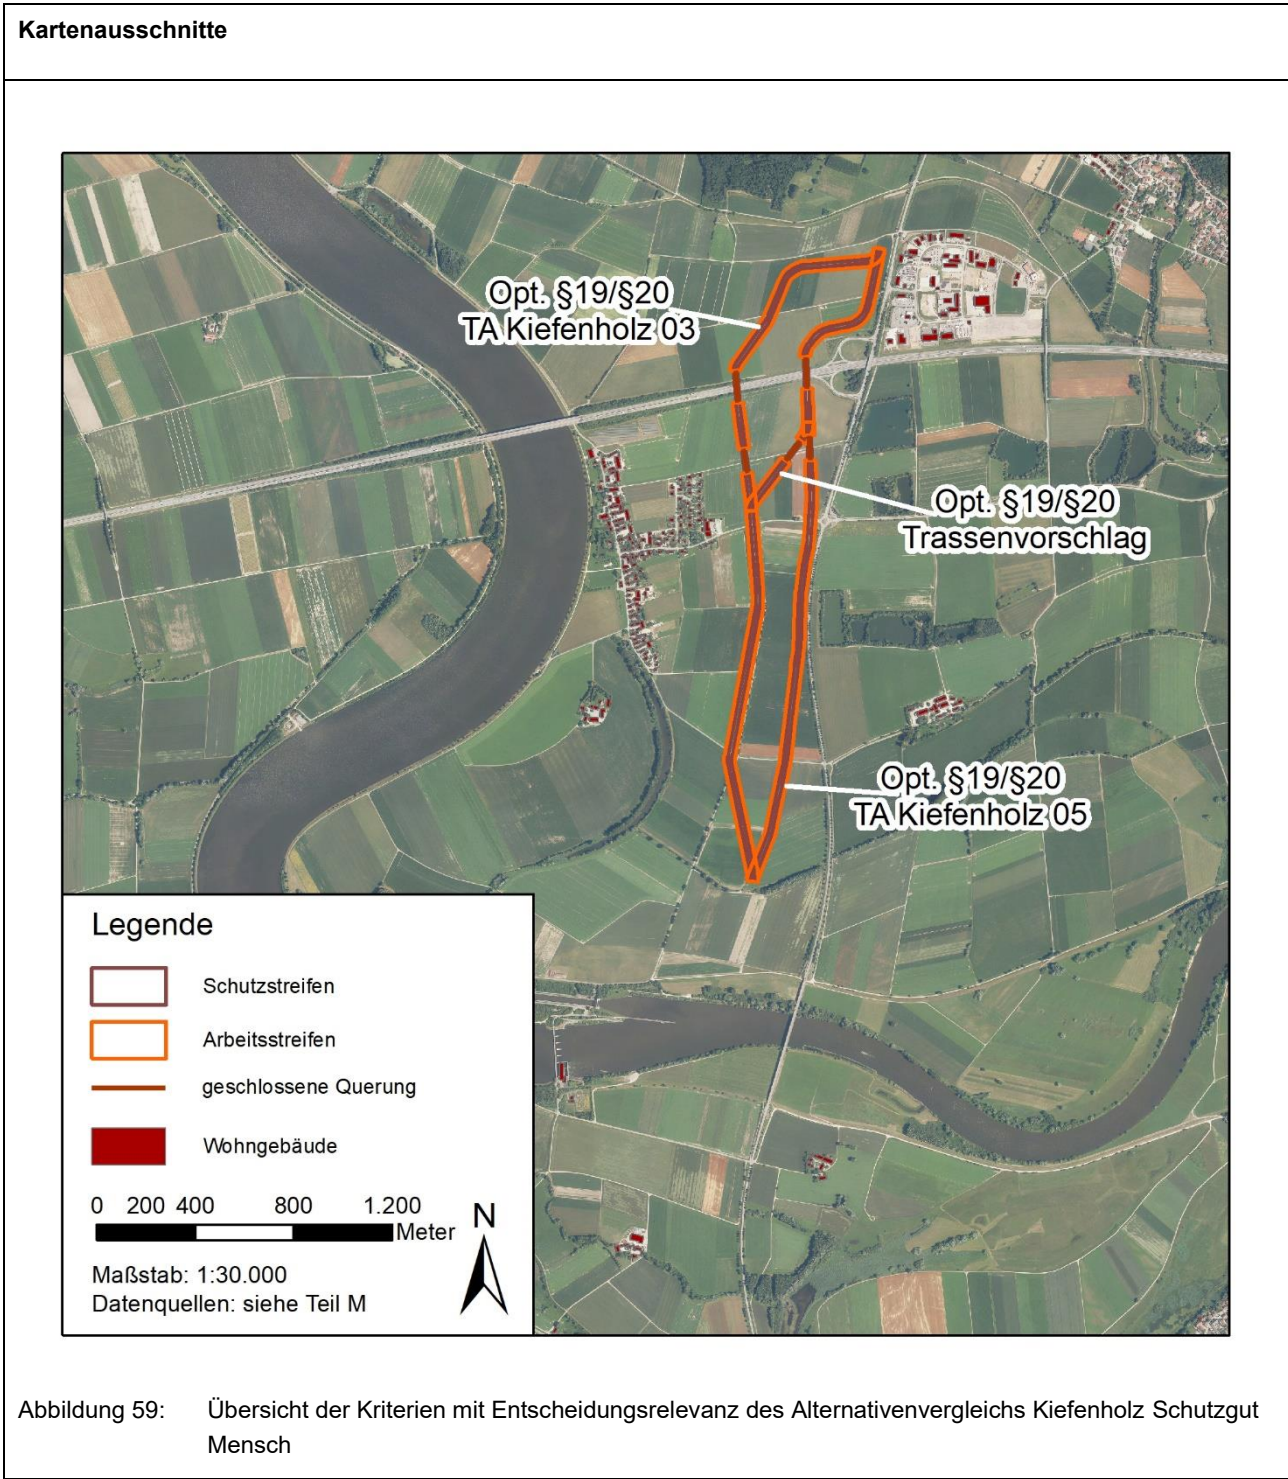 Kartenausschnitte
Opt. §19/§20
TA Kiefenholz 03
Opt. §19/§20
Trassenvorschlag
Opt. §19/§20
TA Kiefenholz 05
Legende
Schutzstreifen
Arbeitsstreifen
geschlossene Querung
Wohngebäude
0 200 400 800 1.200
Meter
N
Maßstab: 1:30.000
Datenquellen: siehe Teil M
Abbildung 59: Übersicht der Kriterien mit Entscheidungsrelevanz des Alternativenvergleichs Kiefenholz Schutzgut
Mensch